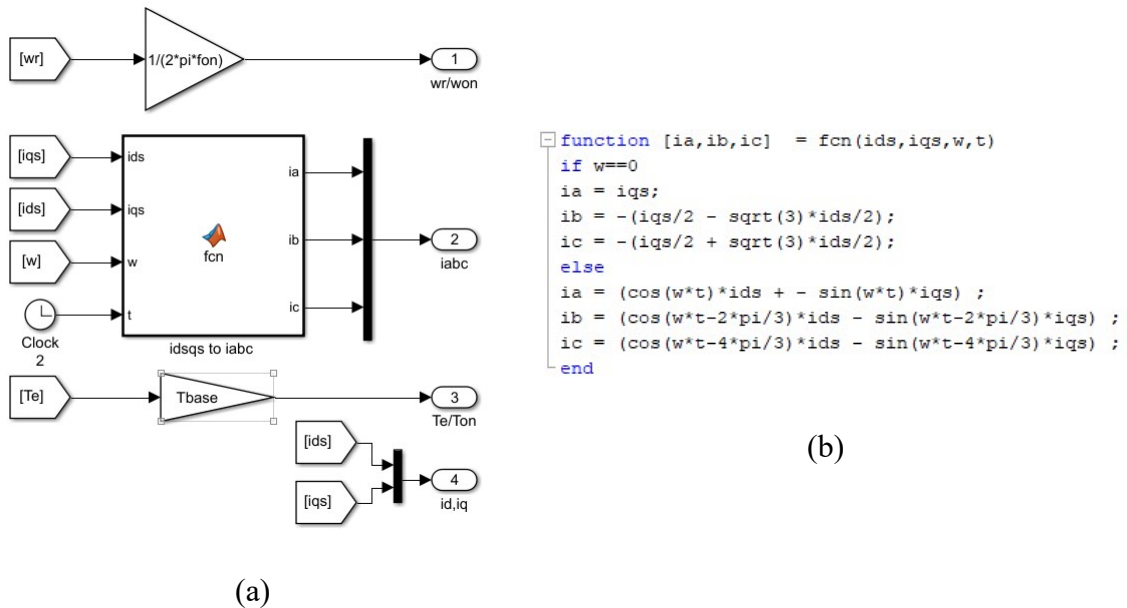 [wr]
1/(2*pi*fon)
1
wr/won
[iqs]
ids
ia
[ids]
iqs
ib
2
iabc
fcn
[w]
w
ic
t
Clock
2
idsqs to iabc
[Te]
Tbase
3
Te/Ton
[ids]
[iqs]
4
id,iq
(a)
function [ia,ib,ic]  = fcn(ids,iqs,w,t)
if w==0
ia = iqs;
ib = -(iqs/2 - sqrt(3)*ids/2);
ic = -(iqs/2 + sqrt(3)*ids/2);
else
ia = (cos(w*t)*ids + - sin(w*t)*iqs) ;
ib = (cos(w*t-2*pi/3)*ids - sin(w*t-2*pi/3)*iqs) ;
ic = (cos(w*t-4*pi/3)*ids - sin(w*t-4*pi/3)*iqs) ;
end
(b)